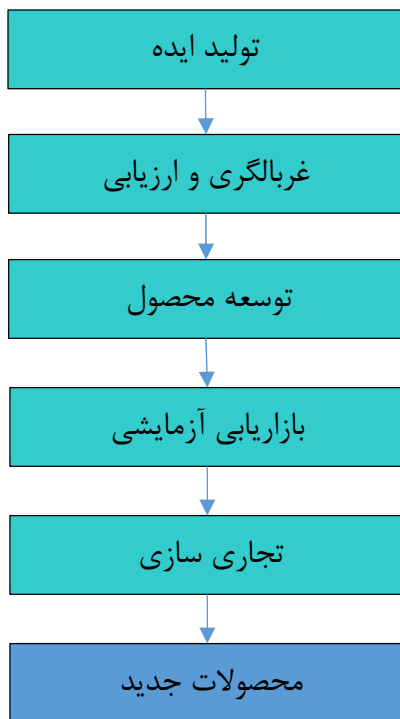 تولید ایده
غربالگری و ارزیابی
توسعه محصول
بازاریابی آزمایشی
تجاری سازی
محصولات جدید